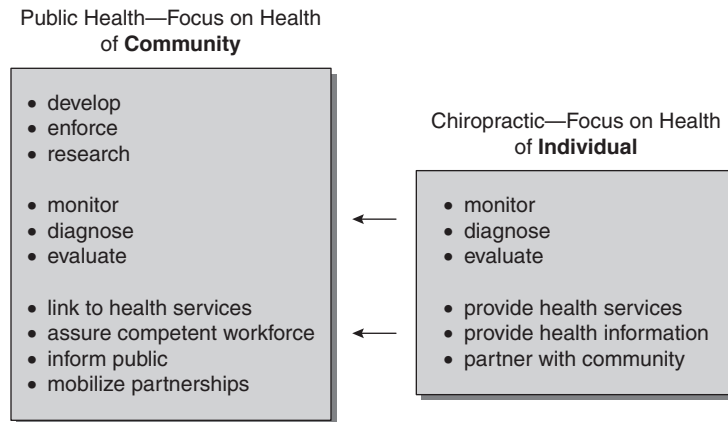 Public Health—Focus on Health
of Community
• develop
• enforce
• research
• monitor
• diagnose
• evaluate
• link to health services
• assure competent workforce
• inform public
• mobilize partnerships
Chiropractic—Focus on Health
of Individual
• monitor
• diagnose
• evaluate
• provide health services
• provide health information
• partner with community